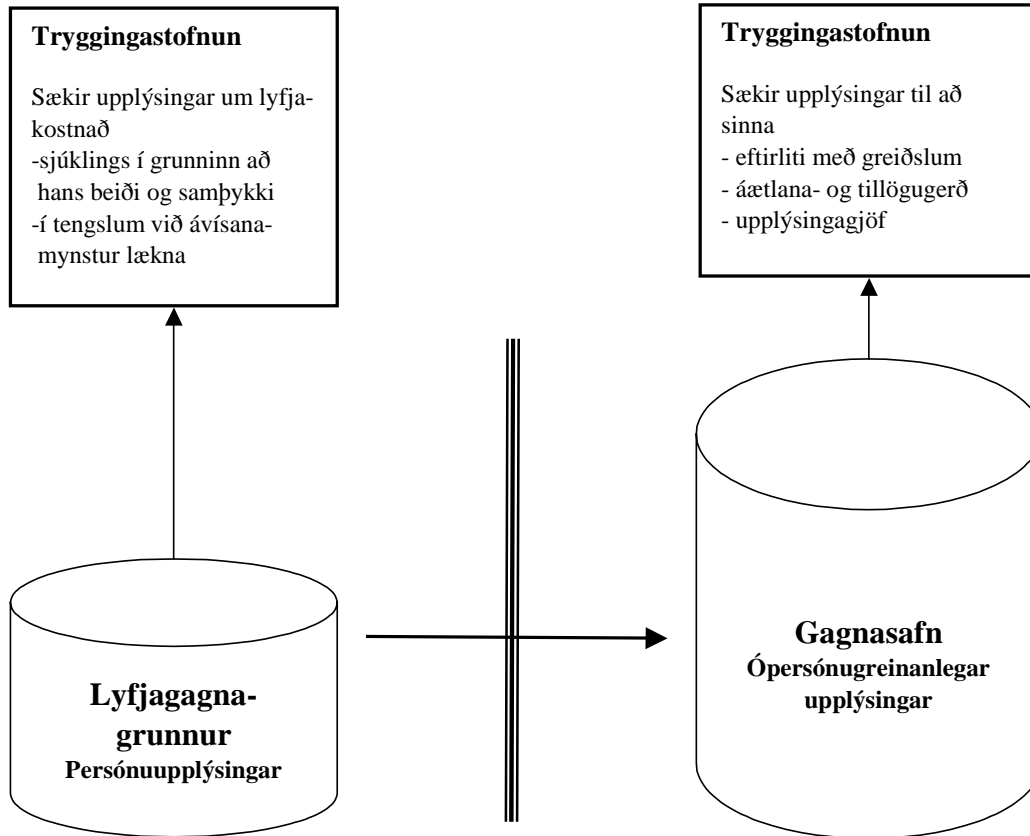 Tryggingastofnun
Sækir upplýsingar um lyfja-
kostnað
-sjúklings í grunninn að
hans beiði og samþykki
-í tengslum við ávísana-
mynstur lækna
Tryggingastofnun
Sækir upplýsingar til að
sinna
- eftirliti með greiðslum
- áætlana- og tillögugerð
- upplýsingagjöf
Lyfjagagna-
grunnur
Persónuupplýsingar
Gagnasafn
Ópersónugreinanlegar
upplýsingar